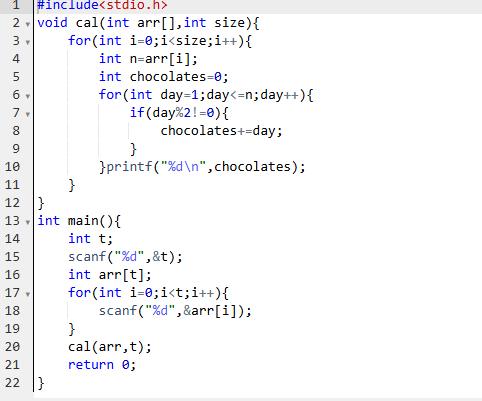 1 #include<stdio.h>
2 void cal(int arr[],int size){
3     for(int i=0;i<size;i++){
4         int n=arr[i];
5         int chocolates=0;
6         for(int day=1;day<=n;day++){
7             if(day%2!=0){
8                 chocolates+=day;
9             }
10         }printf("%d\n",chocolates);
11     }
12 }
13 int main(){
14     int t;
15     scanf("%d",&t);
16     int arr[t];
17     for(int i=0;i<t;i++){
18         scanf("%d",&arr[i]);
19     }
20     cal(arr,t);
21     return 0;
22 }